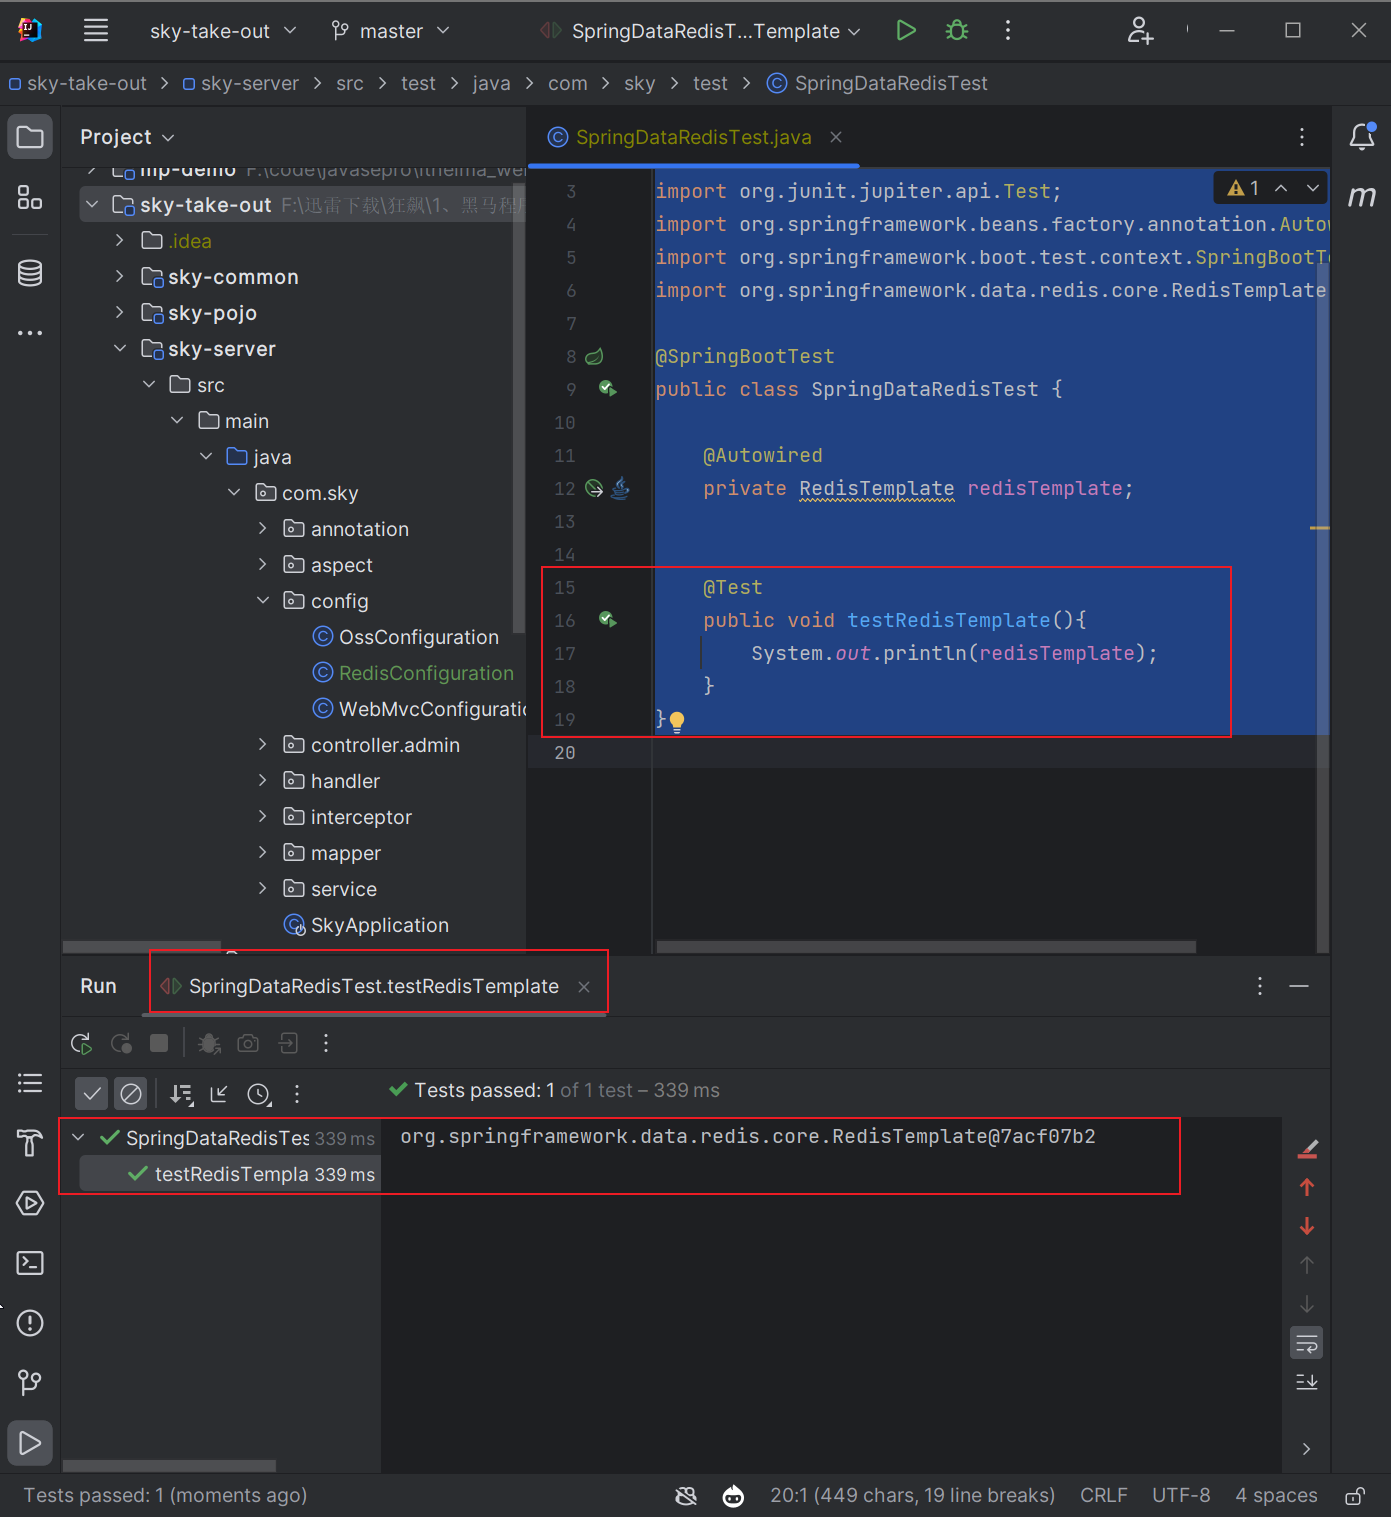 sky-take-out
master
SpringDataRedisT...Template
sky-take-out > sky-server > src > test > java > com > sky > test > SpringDataRedisTest
Project
SpringDataRedisTest.java
mp-demo
sky-take-out F:\迅雷下载\狂飙\1、黑马程
.idea
sky-common
sky-pojo
sky-server
src
main
java
com.sky
annotation
aspect
config
OssConfiguration
RedisConfiguration
WebMvcConfiguratio
controller.admin
handler
interceptor
mapper
service
SkyApplication
1
3 import org.junit.jupiter.api.Test;
4 import org.springframework.beans.factory.annotation.Autow
5 import org.springframework.boot.test.context.SpringBootTe
6 import org.springframework.data.redis.core.RedisTemplate
7
8 @SpringBootTest
9 public class SpringDataRedisTest {
10
11 @Autowired
12 private RedisTemplate redisTemplate;
13
14
15 @Test
16 public void testRedisTemplate(){
17 System.out.println(redisTemplate);
18 }
19 }
20
Run
SpringDataRedisTest.testRedisTemplate
Tests passed: 1 of 1 test – 339 ms
SpringDataRedisTes 339 ms
testRedisTempla 339 ms
org.springframework.data.redis.core.RedisTemplate@7acf07b2
Tests passed: 1 (moments ago)
20:1 (449 chars, 19 line breaks)
CRLF
UTF-8
4 spaces